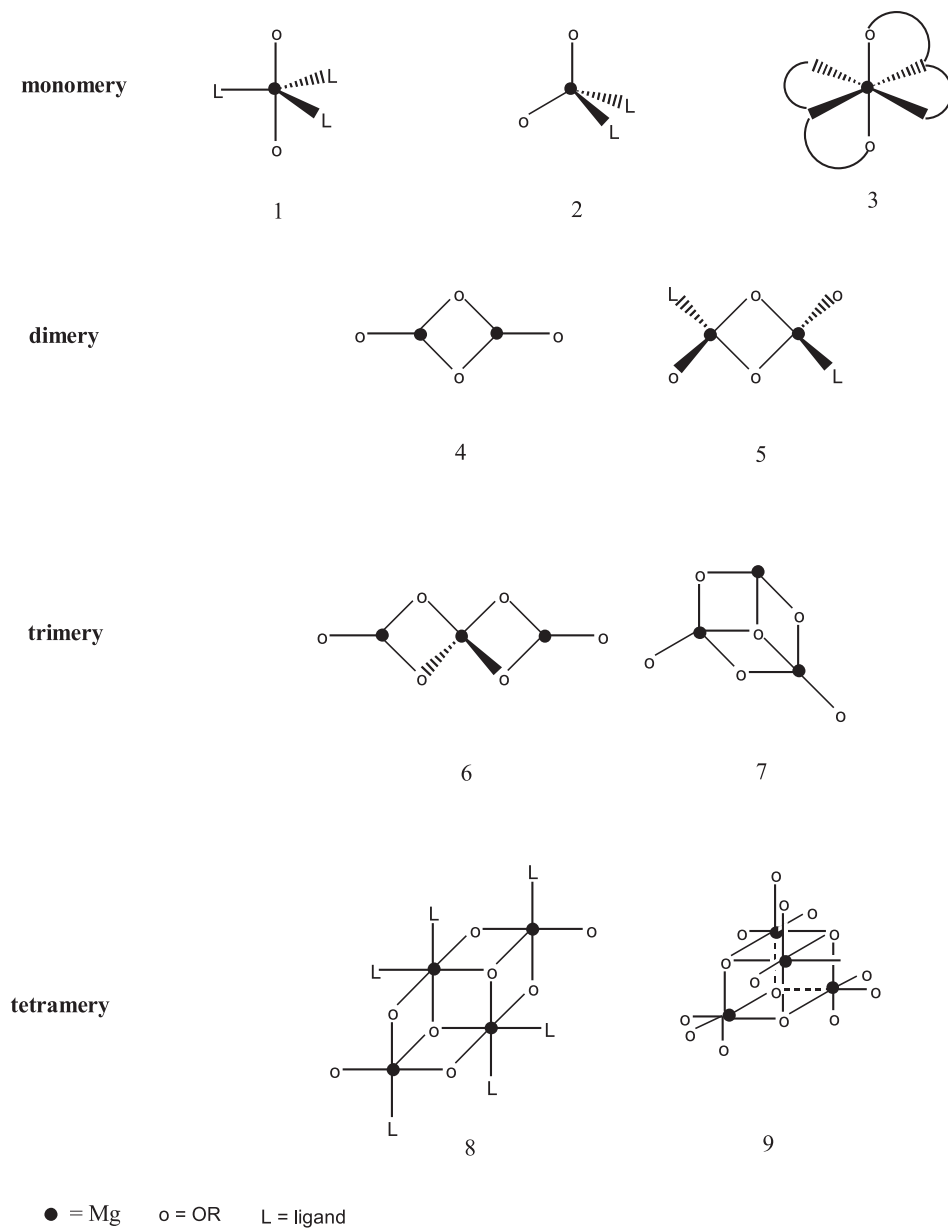 o o o
monomery L L L o L L
o o
1 2 3
o L o o
dimery o o
o o o L
4 5
o o o
trimery o o o o
o o o o
o
6 7
L o
L o o o o o
L o o o o
tetramery o o o o o o
o L o o o o
o o L o
L
8 9
● = Mg o = OR L = ligand